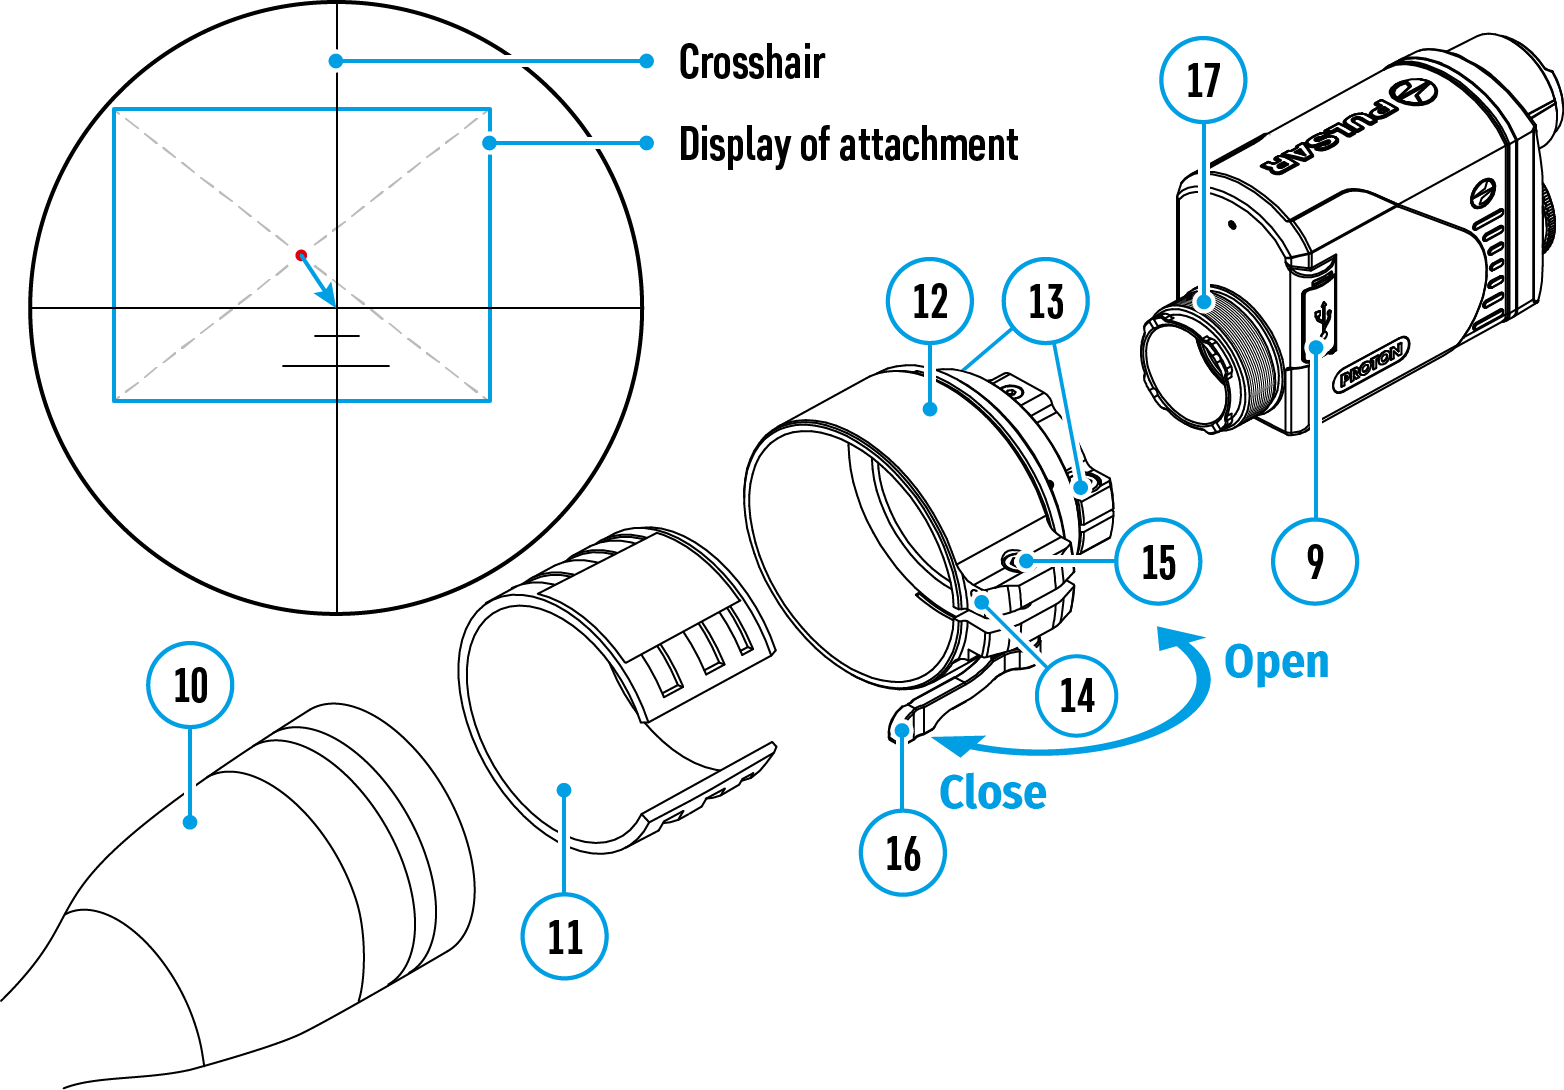 Crosshair
Display of attachment
17
PULSAR
12
13
PROTON
15
9
Open
10
14
Close
16
11